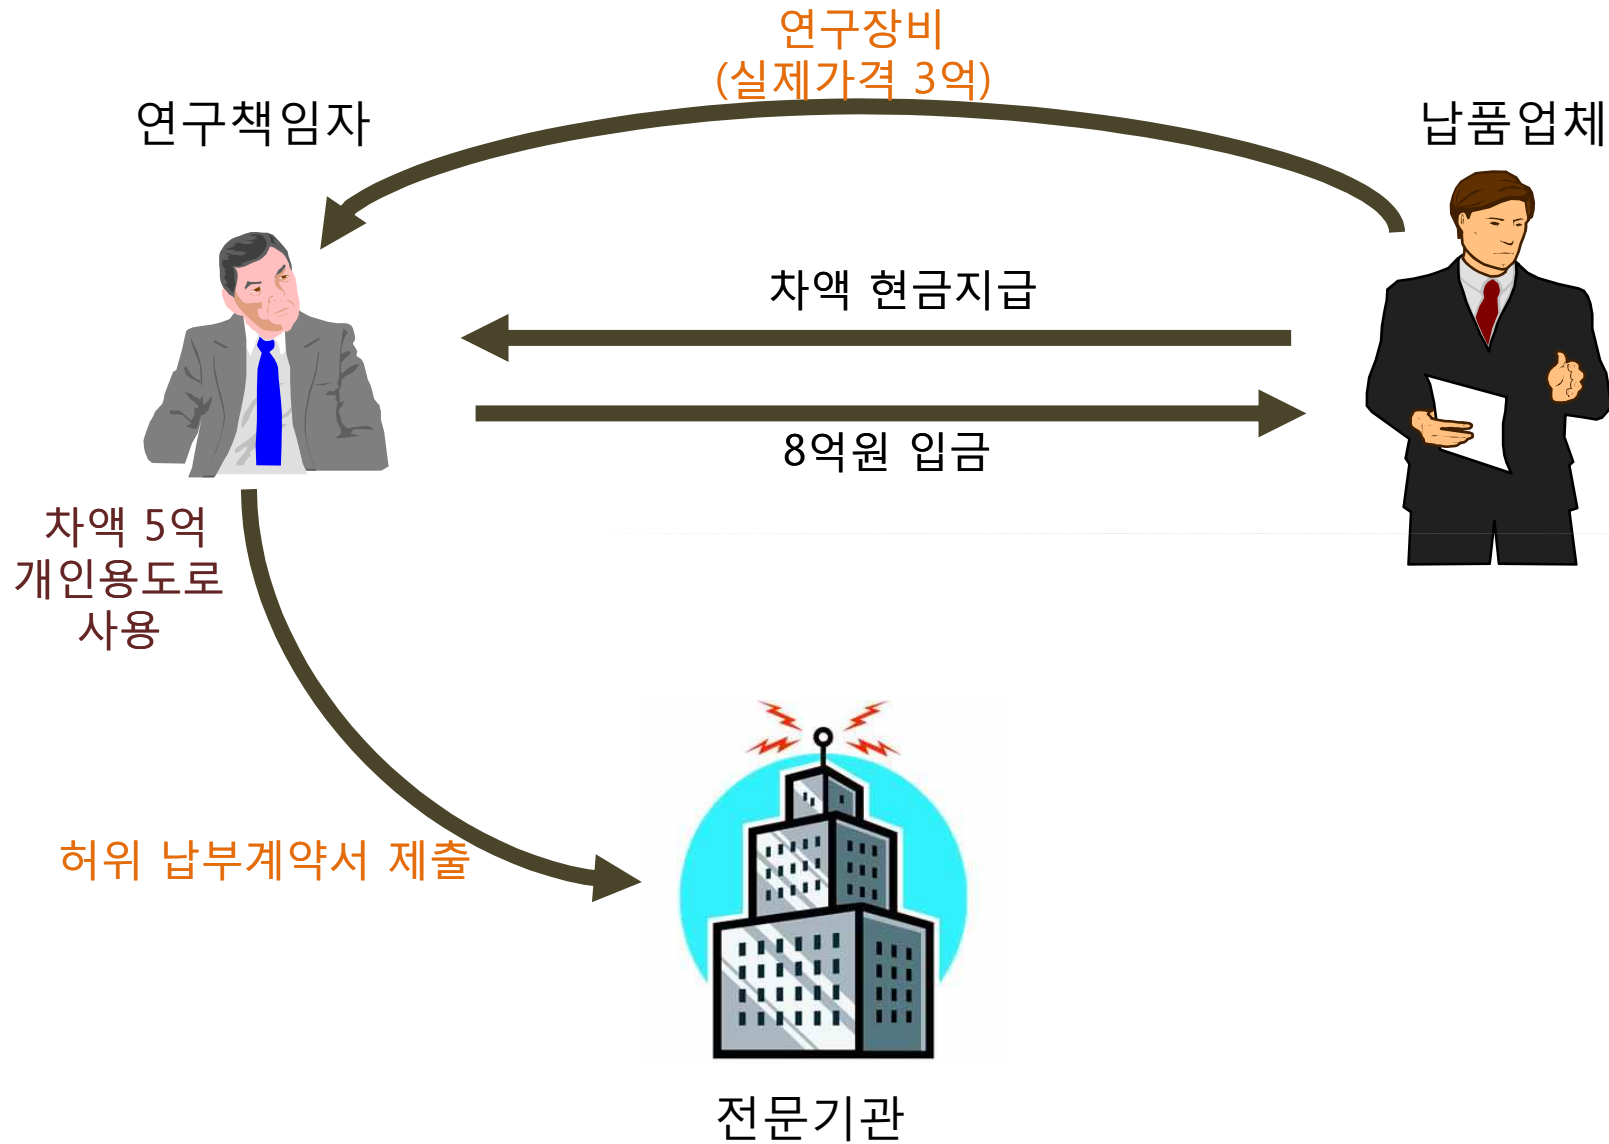 연구장비
(실제가격 3억)
연구책임자
납품업체
차액 현금지급
8억원 입금
차액 5억
개인용도로
사용
허위 납부계약서 제출
전문기관